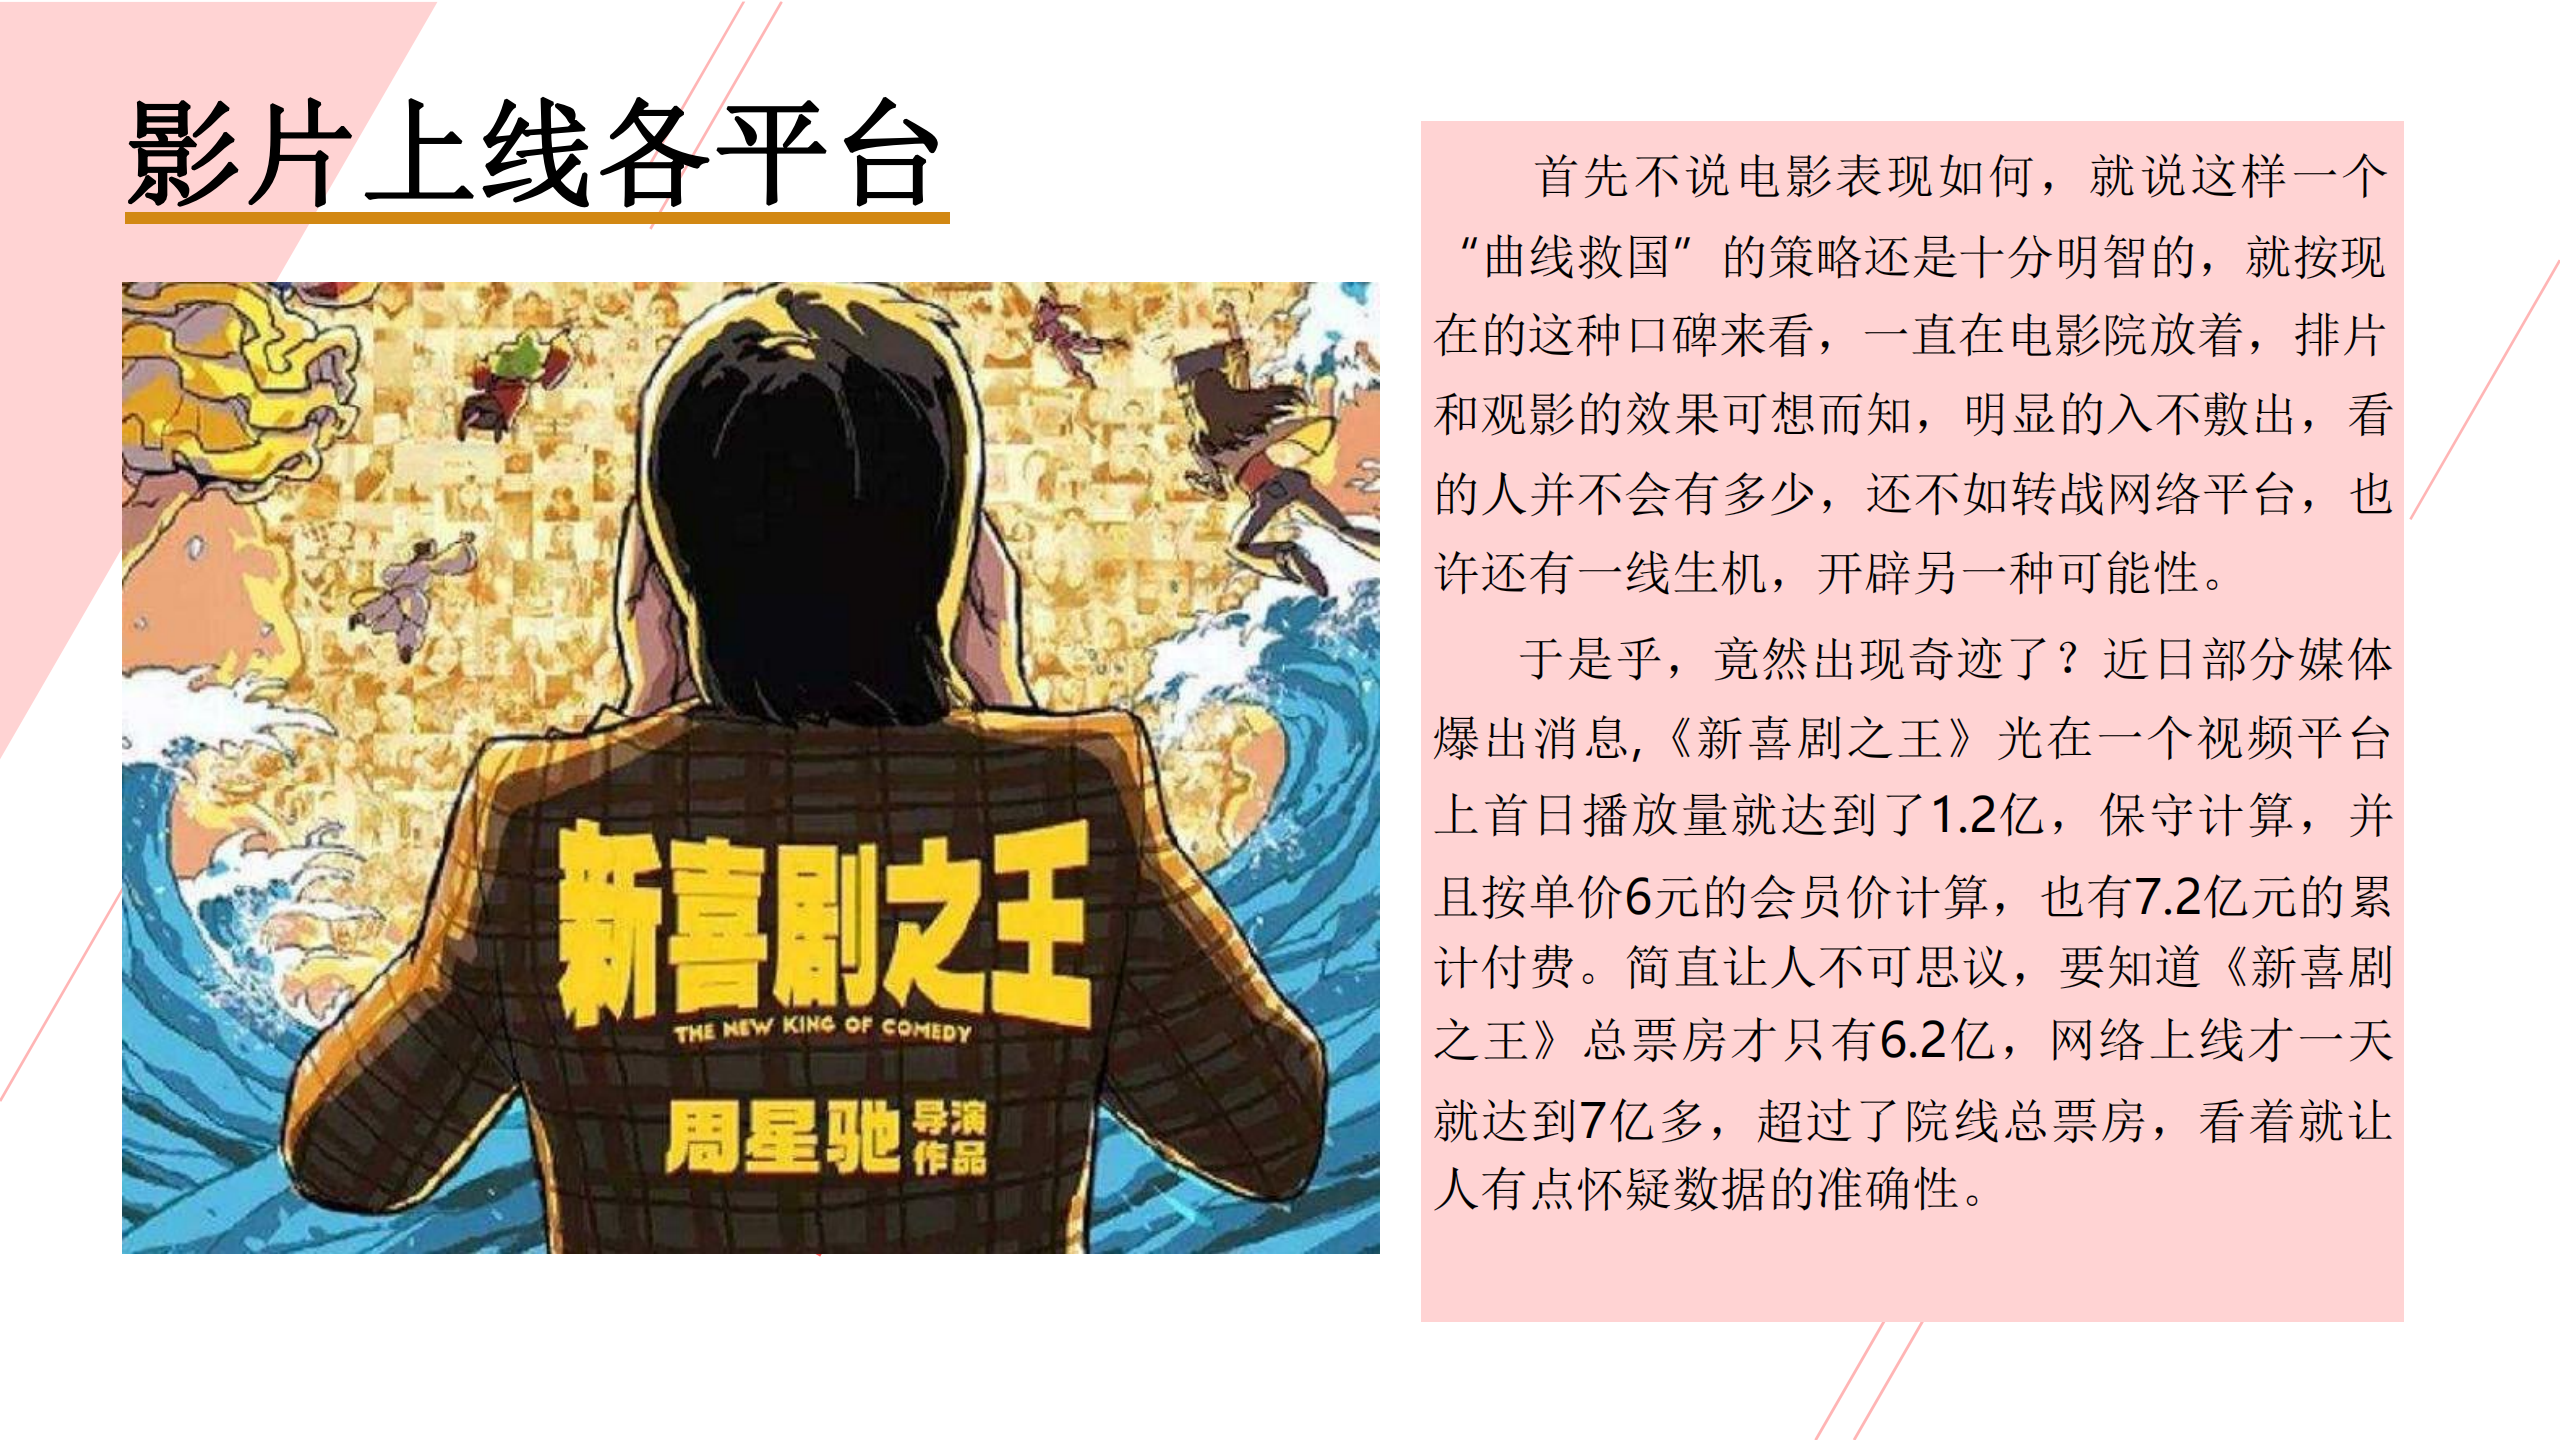 影片上线各平台
新喜剧之王
THE NEW KING OF COMEDY
周星驰 导演
作品
首先不说电影表现如何，就说这样一个
“曲线救国”的策略还是十分明智的，就按现
在的这种口碑来看，一直在电影院放着，排片
和观影的效果可想而知，明显的入不敷出，看
的人并不会有多少，还不如转战网络平台，也
许还有一线生机，开辟另一种可能性。
于是乎，竟然出现奇迹了？近日部分媒体
爆出消息,《新喜剧之王》光在一个视频平台
上首日播放量就达到了1.2亿，保守计算，并
且按单价6元的会员价计算，也有7.2亿元的累
计付费。简直让人不可思议，要知道《新喜剧
之王》总票房才只有6.2亿，网络上线才一天
就达到7亿多，超过了院线总票房，看着就让
人有点怀疑数据的准确性。